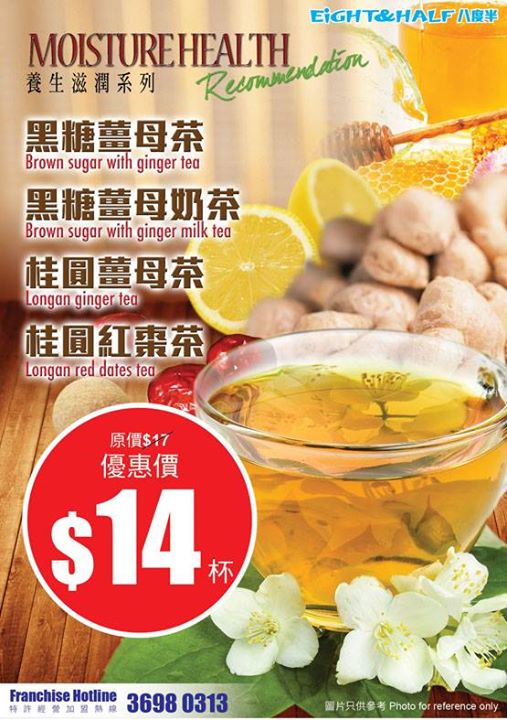 EiGHT&HALF 八度半
MOISTURE HEALTH
Recommendation
養生滋潤系列
黑糖薑母茶
Brown sugar with ginger tea
黑糖薑母奶茶
Brown sugar with ginger milk tea
桂圓薑母茶
Longan ginger tea
桂圓紅棗茶
Longan red dates tea
原價$17
優惠價
$14杯
Franchise Hotline
特許經營加盟熱線
3698 0313
圖片只供參考 Photo for reference only